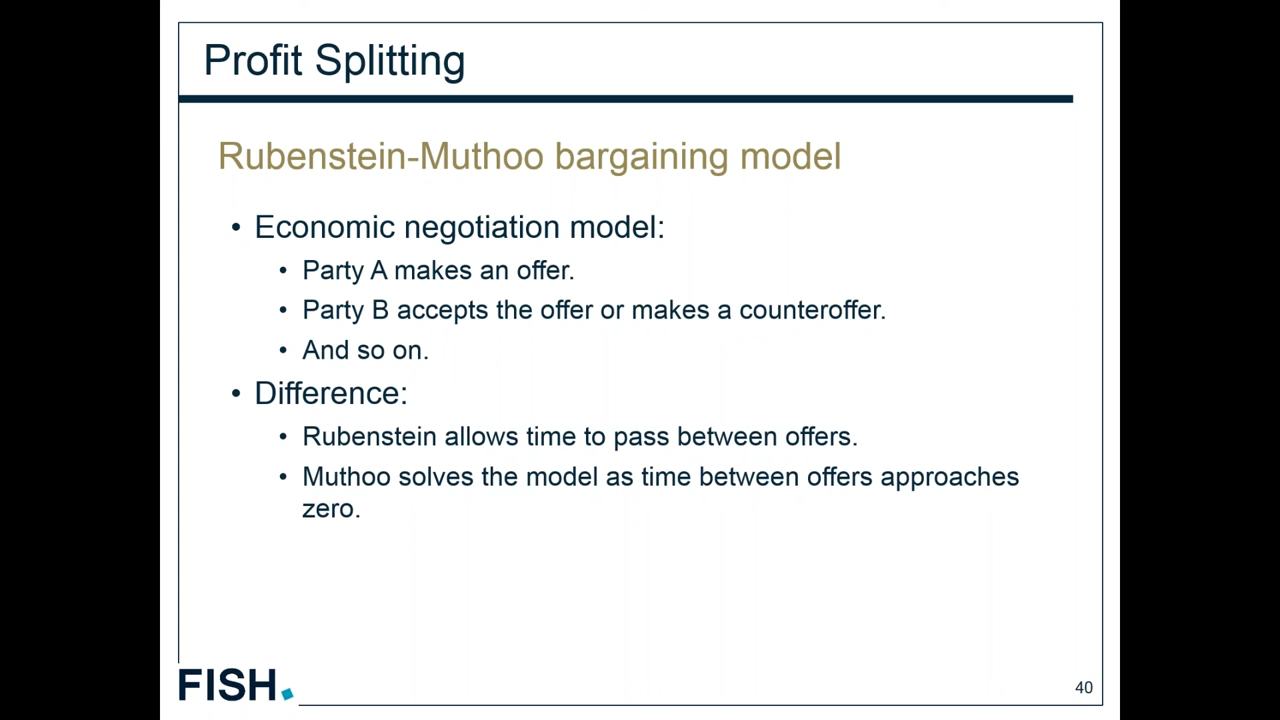 Profit Splitting
Rubenstein-Muthoo bargaining model
• Economic negotiation model:
• Party A makes an offer.
• Party B accepts the offer or makes a counteroffer.
• And so on.
• Difference:
• Rubenstein allows time to pass between offers.
• Muthoo solves the model as time between offers approaches
zero.
FISH.
40